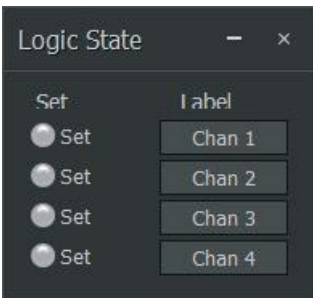 Logic State
Set Label
Set Chan 1
Set Chan 2
Set Chan 3
Set Chan 4